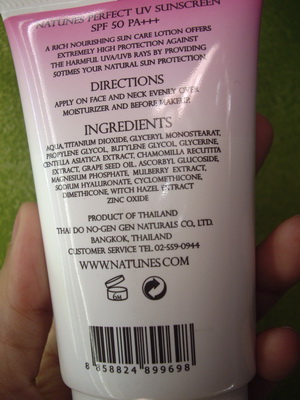 NATUNES PERFECT UV SUNSCREEN
SPF 50 PA+++
A RICH NOURISHING SUN CARE LOTION OFFERS
EXTREMELY HIGH PROTECTION AGAINST
THE HARMFUL UVA/UVB RAYS BY PROVIDING
50TIMES YOUR NATURAL SUN PROTECTION
DIRECTIONS
APPLY ON FACE AND NECK EVENLY OVER
MOISTURIZER AND BEFORE MAKEUP.
INGREDIENTS
AQUA, TITANIUM DIOXIDE, GLYCERYL MONOSTEARAT,
PROPYLENE GLYCOL, BUTYLENE GLYCOL, GLYCERINE,
CENTELLA ASIATICA EXTRACT, CHAMOMILLA RECUTITA
EXTRACT, GRAPE SEED OIL, ASCORBYL GLUCOSIDE,
MAGNESIUM PHOSPHATE, MULBERRY EXTRACT,
SODIUM HYALURONATE, CYCLOMETHICONE,
DIMETHICONE, WITCH HAZEL EXTRACT
ZINC OXIDE
PRODUCT OF THAILAND
THAI DO NO-GEN GEN NATURALS CO., LTD.
BANGKOK, THAILAND
CUSTOMER SERVICE TEL 02-559-0944
WWW.NATUNES.COM
6M
8 858824 899698